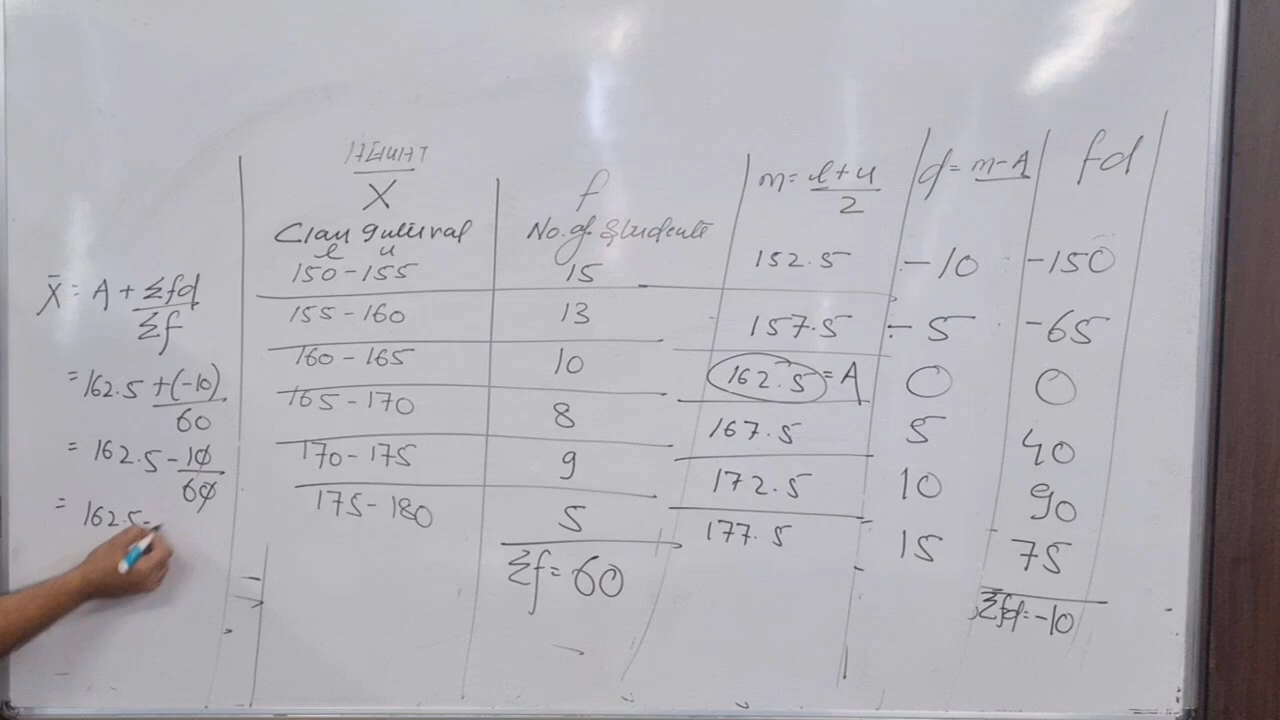 HEIGHT
X f m = l+u/2 d = m-A fd
Class Interval No. of Students
l u
150-155 15 152.5 -10 -150
155-160 13 157.5 -5 -65
160-165 10 162.5 = A 0 0
165-170 8 167.5 5 40
170-175 9 172.5 10 90
175-180 5 177.5 15 75
Σf = 60 Σfd = -10
X̄ = A + Σfd/Σf
= 162.5 + (-10)/60
= 162.5 - 10/60
= 162.5 -